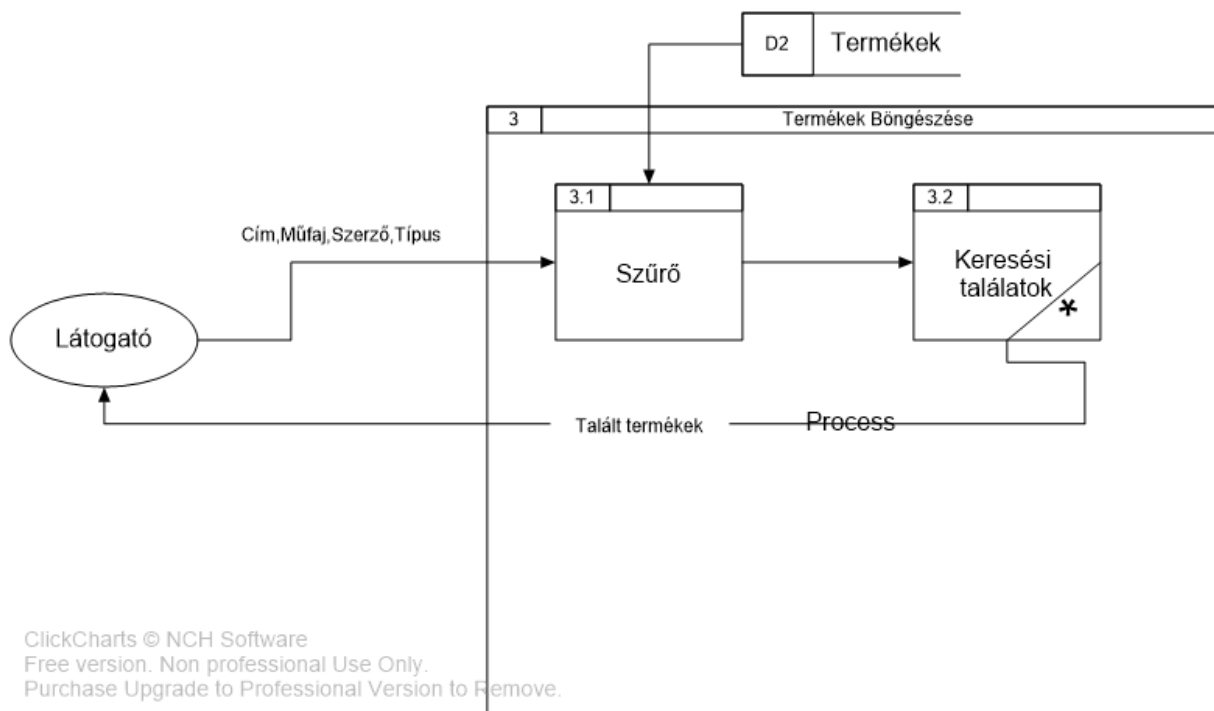 D2
Termékek
3
Termékek Böngészése
3.1
3.2
Cím,Műfaj,Szerző,Típus
Szűrő
Keresési
találatok
*
Látogató
Talált termékek
Process
ClickCharts © NCH Software
Free version. Non professional Use Only.
Purchase Upgrade to Professional Version to Remove.